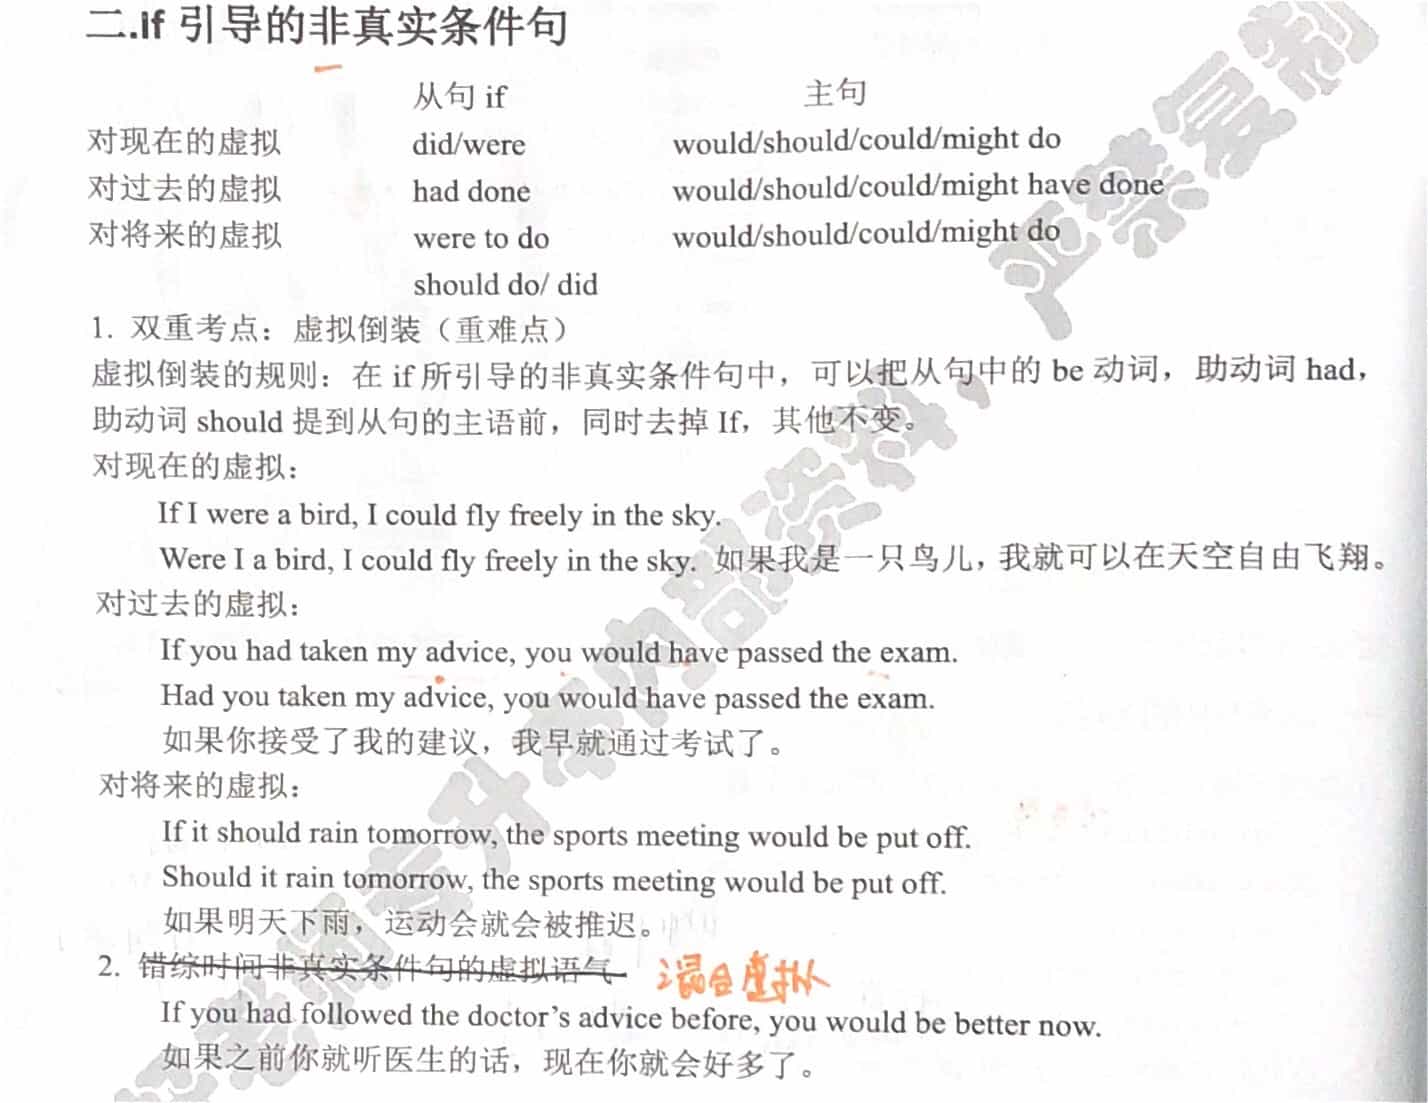 二.If 引导的非真实条件句
从句 if 主句
对现在的虚拟 did/were would/should/could/might do
对过去的虚拟 had done would/should/could/might have done
对将来的虚拟 were to do would/should/could/might do
should do/ did
1. 双重考点：虚拟倒装（重难点）
虚拟倒装的规则：在 if 所引导的非真实条件句中，可以把从句中的 be 动词，助动词 had，
助动词 should 提到从句的主语前，同时去掉 If，其他不变。
对现在的虚拟：
If I were a bird, I could fly freely in the sky.
Were I a bird, I could fly freely in the sky. 如果我是一只鸟儿，我就可以在天空自由飞翔。
对过去的虚拟：
If you had taken my advice, you would have passed the exam.
Had you taken my advice, you would have passed the exam.
如果你接受了我的建议，我早就通过考试了。
对将来的虚拟：
If it should rain tomorrow, the sports meeting would be put off.
Should it rain tomorrow, the sports meeting would be put off.
如果明天下雨，运动会就会被推迟。
2. 错综时间非真实条件句的虚拟语气 混合虚拟
If you had followed the doctor's advice before, you would be better now.
如果之前你就听医生的话，现在你就会好多了。
专升本内部资料，严禁复制